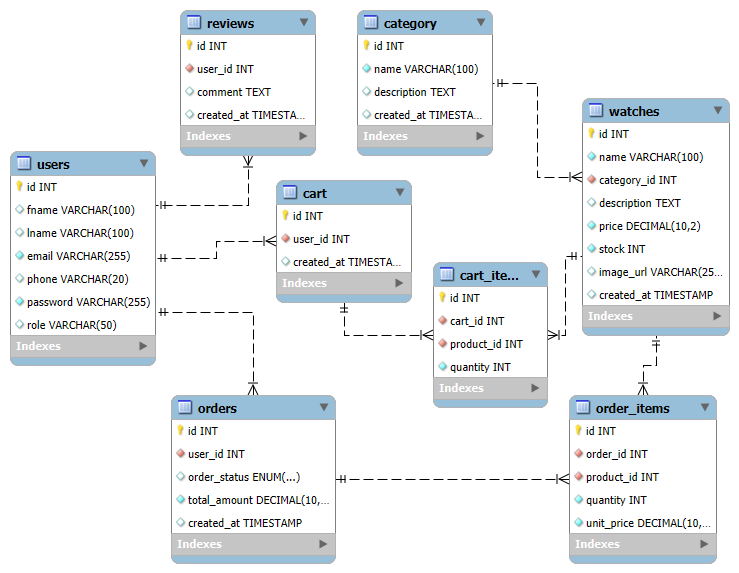 reviews
id INT
user_id INT
comment TEXT
created_at TIMESTA...
Indexes
category
id INT
name VARCHAR(100)
description TEXT
created_at TIMESTA...
Indexes
watches
id INT
name VARCHAR(100)
category_id INT
description TEXT
price DECIMAL(10,2)
stock INT
image_url VARCHAR(25...
created_at TIMESTAMP
Indexes
users
id INT
fname VARCHAR(100)
lname VARCHAR(100)
email VARCHAR(255)
phone VARCHAR(20)
password VARCHAR(255)
role VARCHAR(50)
Indexes
cart
id INT
user_id INT
created_at TIMESTA...
Indexes
cart_ite...
id INT
cart_id INT
product_id INT
quantity INT
Indexes
orders
id INT
user_id INT
order_status ENUM(...)
total_amount DECIMAL(10,...
created_at TIMESTAMP
Indexes
order_items
id INT
order_id INT
product_id INT
quantity INT
unit_price DECIMAL(10,...
Indexes